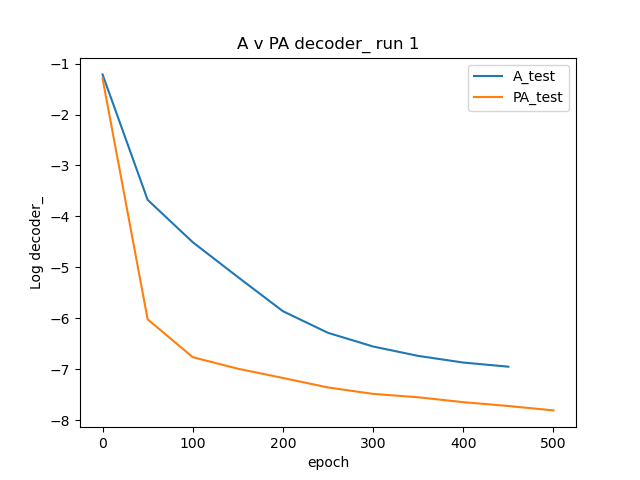 A v PA decoder_ run 1
A_test
PA_test
Log decoder_
−1
−2
−3
−4
−5
−6
−7
−8
0 100 200 300 400 500
epoch